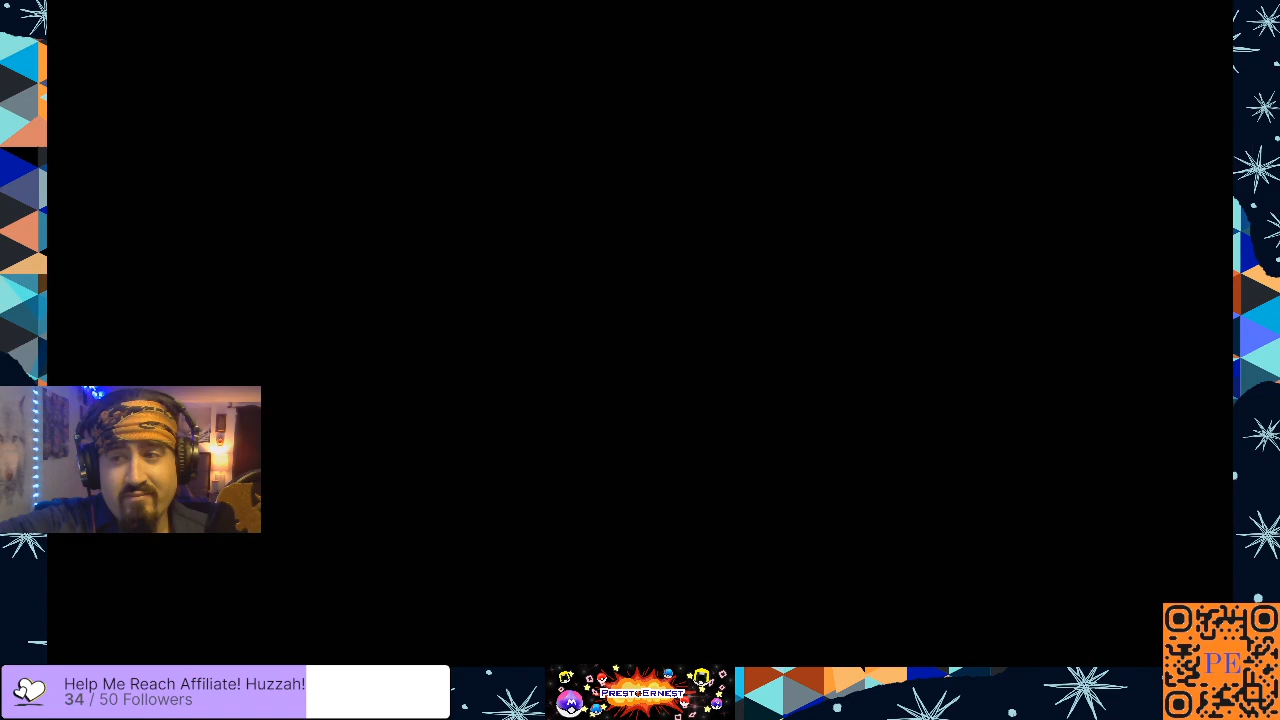 Help Me Reach Affiliate! Huzzah!
34 / 50 Followers
PRESTOERNEST
M
PE